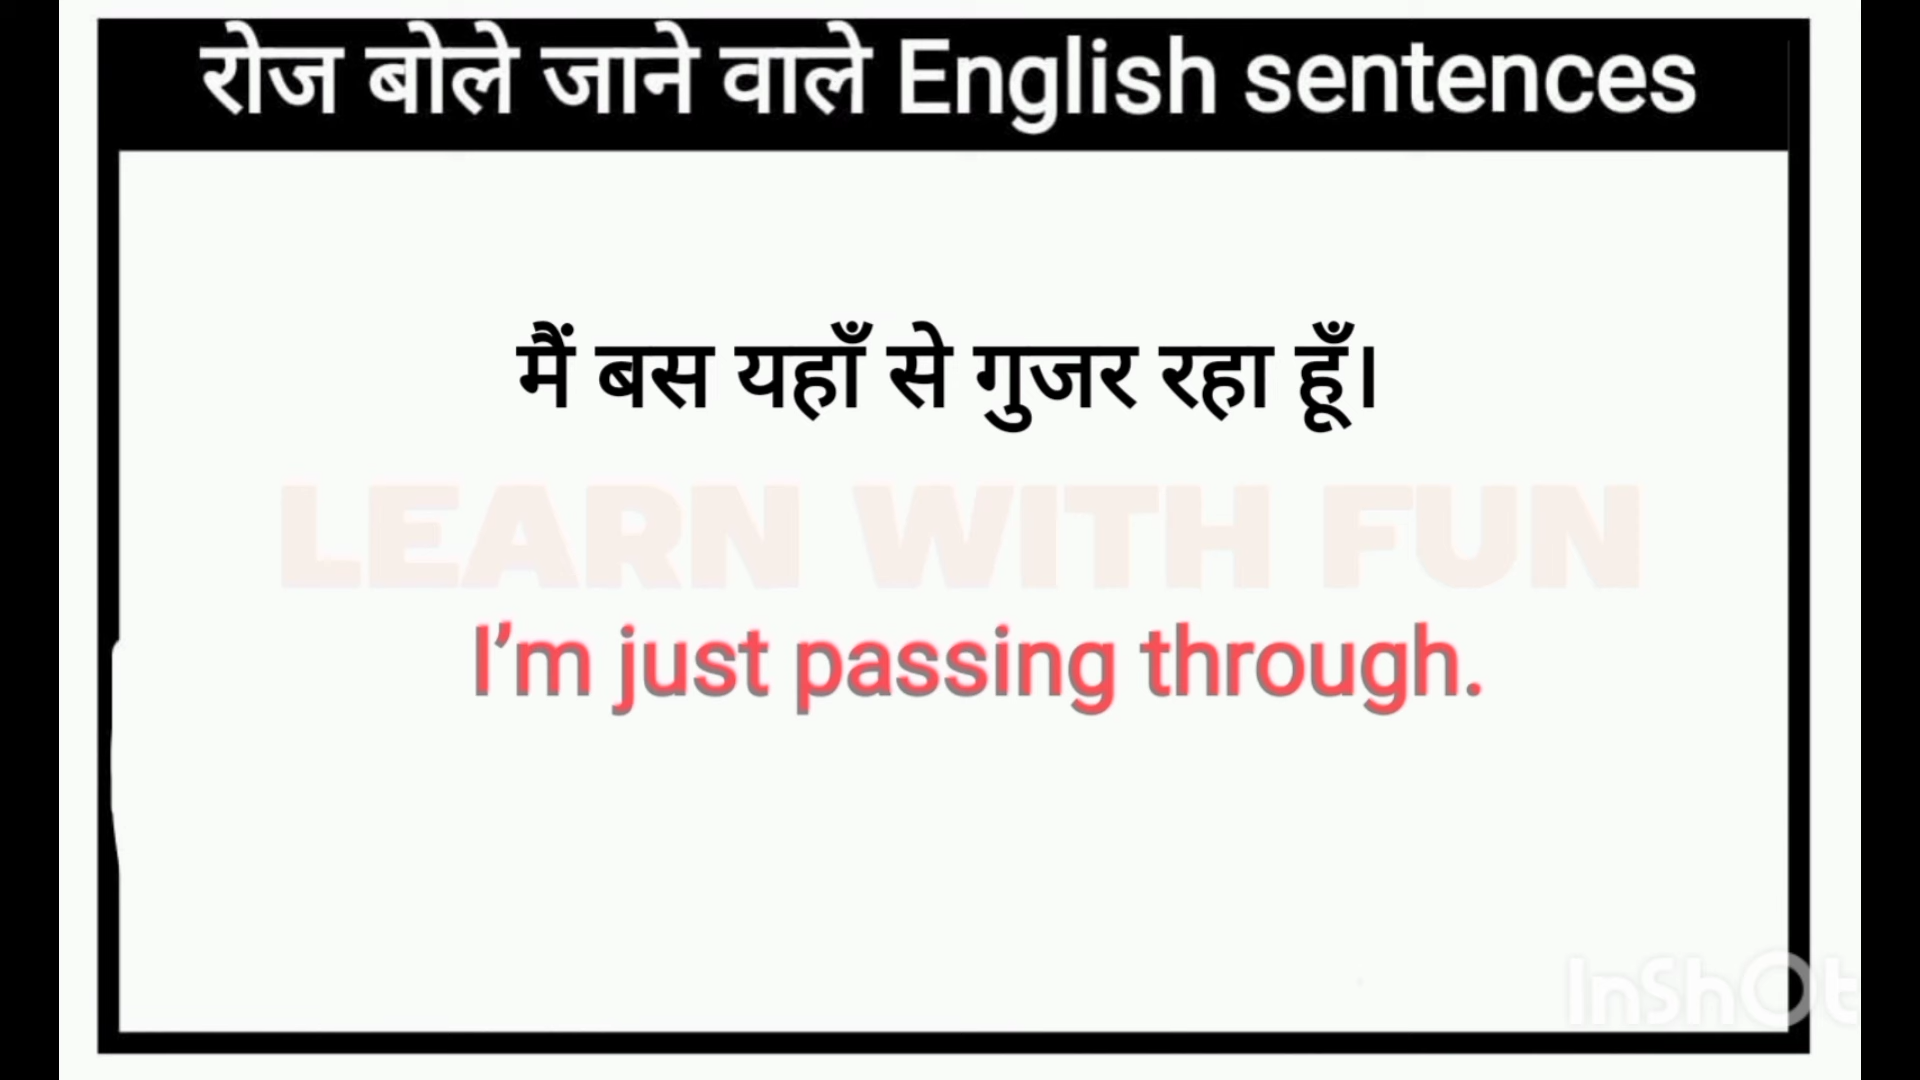 रोज बोले जाने वाले English sentences
मैं बस यहाँ से गुजर रहा हूँ।
LEARN WITH FUN
I’m just passing through.
InShOt